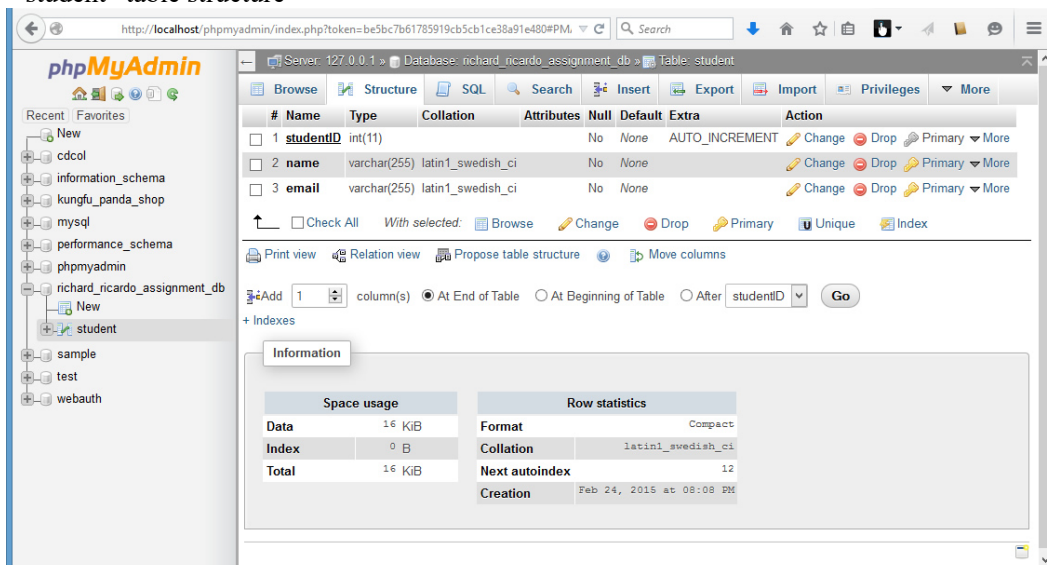 "student" table structure
http://localhost/phpmyadmin/index.php?token=be5bc7b61785919cb5cb1ce38a91e480#PM/
Search
phpMyAdmin
Recent Favorites
New
cdcol
information_schema
kungfu_panda_shop
mysql
performance_schema
phpmyadmin
richard_ricardo_assignment_db
New
student
sample
test
webauth
Server: 127.0.0.1 » Database: richard_ricardo_assignment_db » Table: student
Browse Structure SQL Search Insert Export Import Privileges More
# Name Type Collation Attributes Null Default Extra Action
1 studentID int(11) No None AUTO_INCREMENT Change Drop Primary More
2 name varchar(255) latin1_swedish_ci No None Change Drop Primary More
3 email varchar(255) latin1_swedish_ci No None Change Drop Primary More
Check All With selected: Browse Change Drop Primary Unique Index
Print view Relation view Propose table structure Move columns
Add 1 column(s) At End of Table At Beginning of Table After studentID Go
+ Indexes
Information
Space usage
Data 16 KiB
Index 0 B
Total 16 KiB
Row statistics
Format Compact
Collation latin1_swedish_ci
Next autoindex 12
Creation Feb 24, 2015 at 08:08 PM